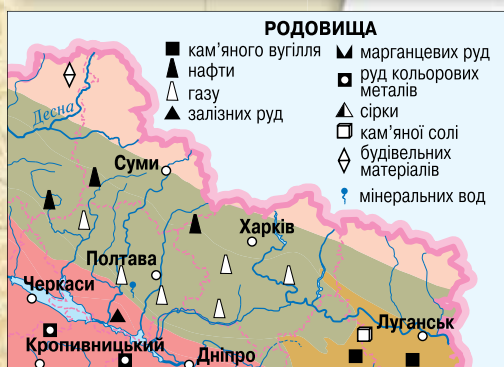 РОДОВИЩА
кам'яного вугілля
нафти
газу
залізних руд
марганцевих руд
руд кольорових
металів
сірки
кам'яної солі
будівельних
матеріалів
мінеральних вод
Десна
Суми
Харків
Полтава
Черкаси
Луганськ
Кропивницький
Дніпро